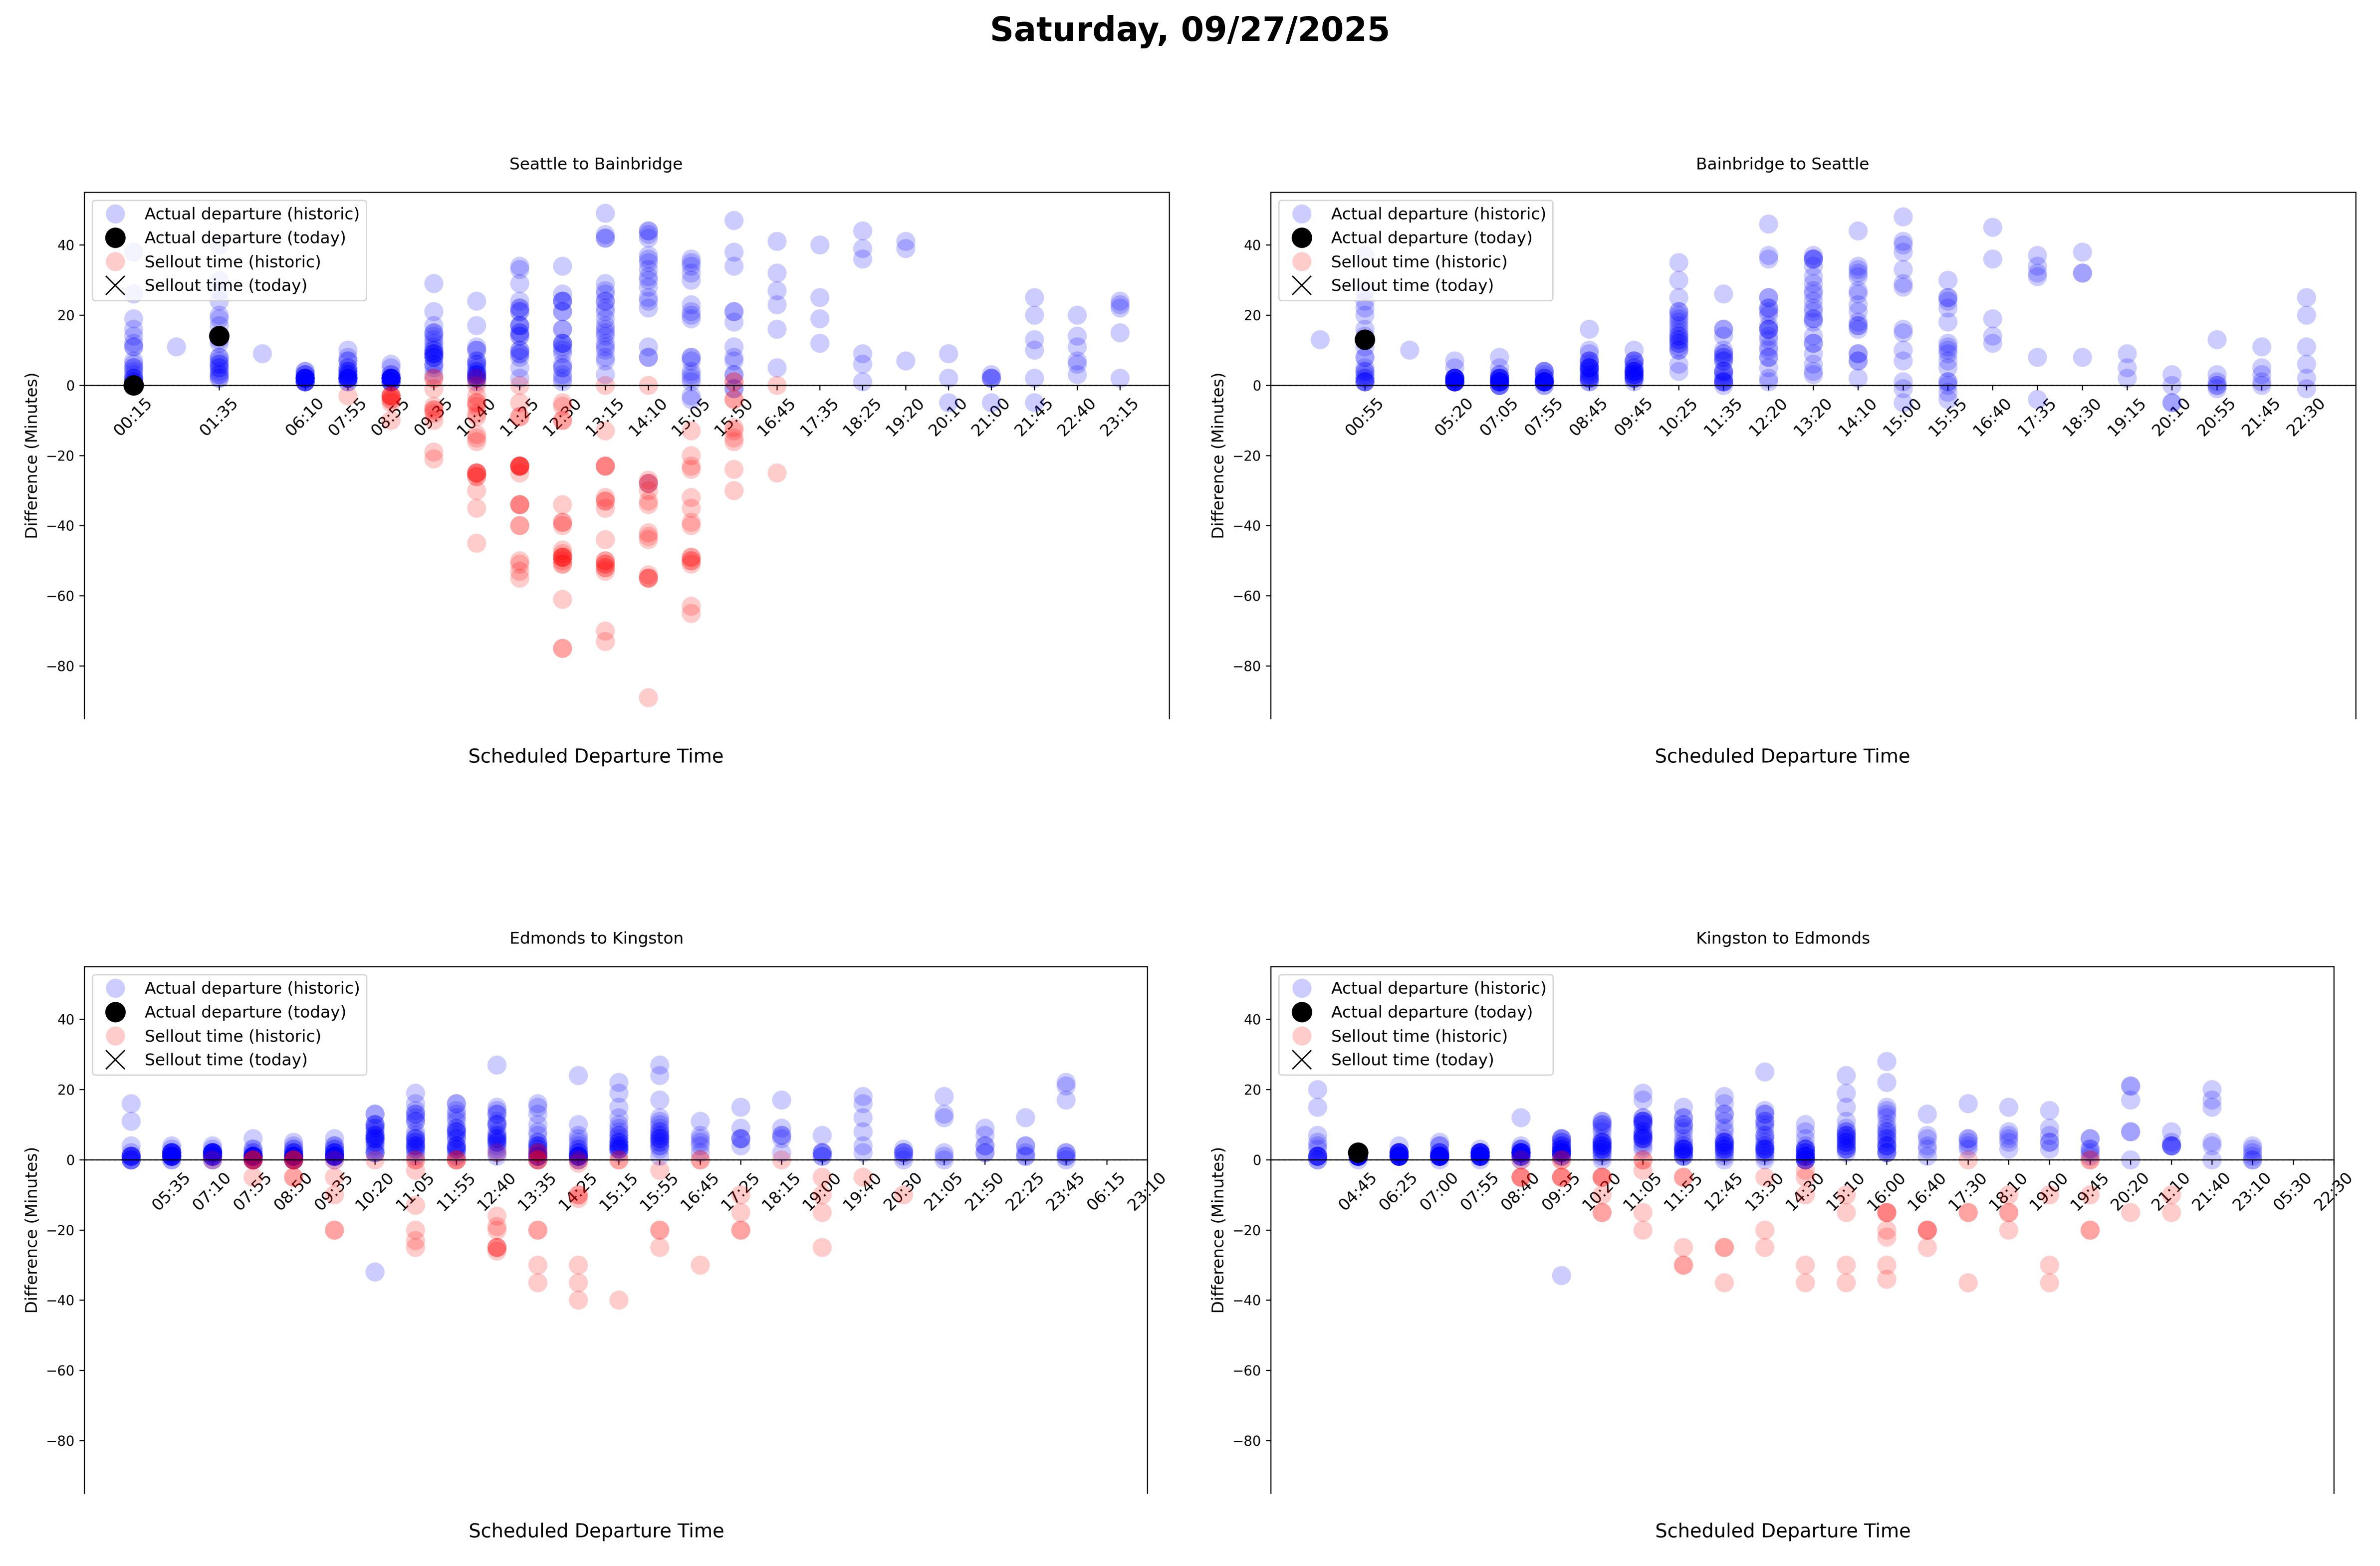 Saturday, 09/27/2025
Seattle to Bainbridge
Actual departure (historic)
Actual departure (today)
Sellout time (historic)
Sellout time (today)
Difference (Minutes)
40
20
0
−20
−40
−60
−80
00:15 01:35 06:10 07:55 08:55 09:35 10:40 11:25 12:30 13:15 14:10 15:05 15:50 16:45 17:35 18:25 19:20 20:10 21:00 21:45 22:40 23:15
Scheduled Departure Time
Bainbridge to Seattle
Actual departure (historic)
Actual departure (today)
Sellout time (historic)
Sellout time (today)
Difference (Minutes)
40
20
0
−20
−40
−60
−80
00:55 05:20 07:05 07:55 08:45 09:45 10:25 11:35 12:20 13:20 14:10 15:00 15:55 16:40 17:35 18:30 19:15 20:10 20:55 21:45 22:30
Scheduled Departure Time
Edmonds to Kingston
Actual departure (historic)
Actual departure (today)
Sellout time (historic)
Sellout time (today)
Difference (Minutes)
40
20
0
−20
−40
−60
−80
05:35 07:10 07:55 08:50 09:35 10:20 11:05 11:55 12:40 13:35 14:25 15:15 15:55 16:45 17:25 18:15 19:00 19:40 20:30 21:05 21:50 22:25 23:45 06:15 23:10
Scheduled Departure Time
Kingston to Edmonds
Actual departure (historic)
Actual departure (today)
Sellout time (historic)
Sellout time (today)
Difference (Minutes)
40
20
0
−20
−40
−60
−80
04:45 06:25 07:00 07:55 08:40 09:35 10:20 11:05 11:55 12:45 13:30 14:30 15:10 16:00 16:40 17:30 18:10 19:00 19:45 20:20 21:10 21:40 23:10 05:30 22:30
Scheduled Departure Time